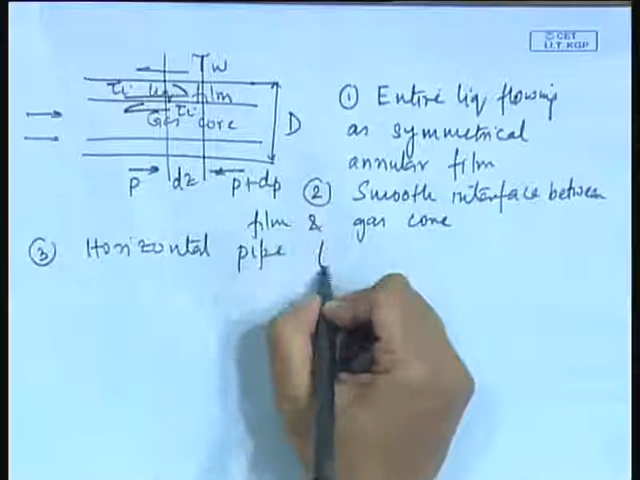 © CET
I.I.T. KGP
τw
τi liq film
τi
Gas core
D
p dz p+dp
① Entire liq flowing
as symmetrical
annular film
② Smooth interface between
film & gas core
③ Horizontal pipe (